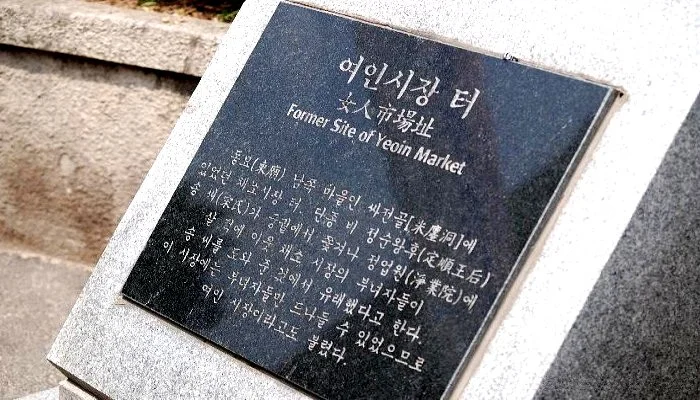 여인시장 터
女人市場址
Former Site of Yeoin Market
동묘(東廟) 남쪽 마을인 싸전골[米廛洞]에
있었던 채소시장 터. 단종 비 정순왕후(定順王后)
송 씨(宋氏)가 궁궐에서 쫓겨나 정업원(淨業院)에
살 적에 이웃 채소 시장의 부녀자들이
송 씨를 도와 준 것에서 유래했다고 한다.
이 시장에는 부녀자들만 드나들 수 있었으므로
여인 시장이라고도 불렀다.